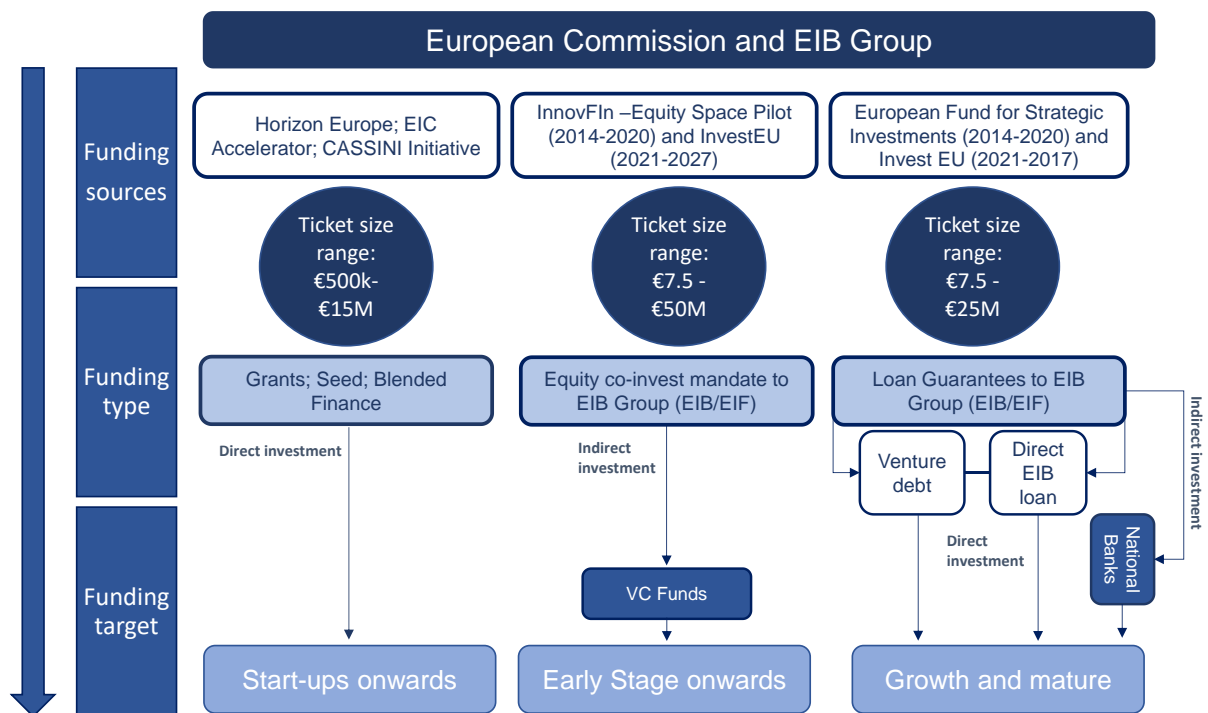 European Commission and EIB Group
Funding
sources
Horizon Europe; EIC
Accelerator; CASSINI Initiative
InnovFIn –Equity Space Pilot
(2014-2020) and InvestEU
(2021-2027)
European Fund for Strategic
Investments (2014-2020) and
Invest EU (2021-2017)
Ticket size
range:
€500k-
€15M
Ticket size
range:
€7.5 -
€50M
Ticket size
range:
€7.5 -
€25M
Funding
type
Grants; Seed; Blended
Finance
Equity co-invest mandate to
EIB Group (EIB/EIF)
Loan Guarantees to EIB
Group (EIB/EIF)
Direct investment
Indirect
investment
Venture
debt
Direct
EIB
loan
Indirect investment
Funding
target
Direct
investment
National
Banks
VC Funds
Start-ups onwards
Early Stage onwards
Growth and mature